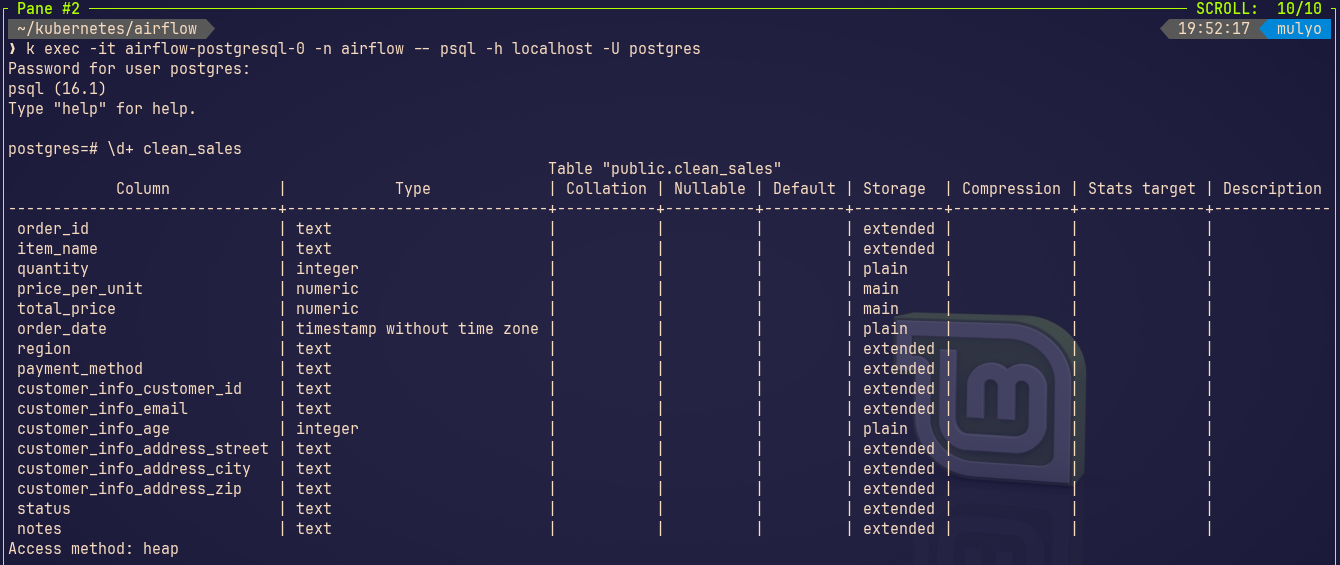 Pane #2 SCROLL: 10/10
~/kubernetes/airflow 19:52:17 mulyo
❯ k exec -it airflow-postgresql-0 -n airflow -- psql -h localhost -U postgres
Password for user postgres:
psql (16.1)
Type "help" for help.
postgres=# \d+ clean_sales
Table "public.clean_sales"
Column | Type | Collation | Nullable | Default | Storage | Compression | Stats target | Description
-----------------------------+-----------------------------+-----------+----------+---------+----------+-------------+--------------+-------------
order_id | text | | | | extended | | |
item_name | text | | | | extended | | |
quantity | integer | | | | plain | | |
price_per_unit | numeric | | | | main | | |
total_price | numeric | | | | main | | |
order_date | timestamp without time zone | | | | plain | | |
region | text | | | | extended | | |
payment_method | text | | | | extended | | |
customer_info_customer_id | text | | | | extended | | |
customer_info_email | text | | | | extended | | |
customer_info_age | integer | | | | plain | | |
customer_info_address_street | text | | | | extended | | |
customer_info_address_city | text | | | | extended | | |
customer_info_address_zip | text | | | | extended | | |
status | text | | | | extended | | |
notes | text | | | | extended | | |
Access method: heap